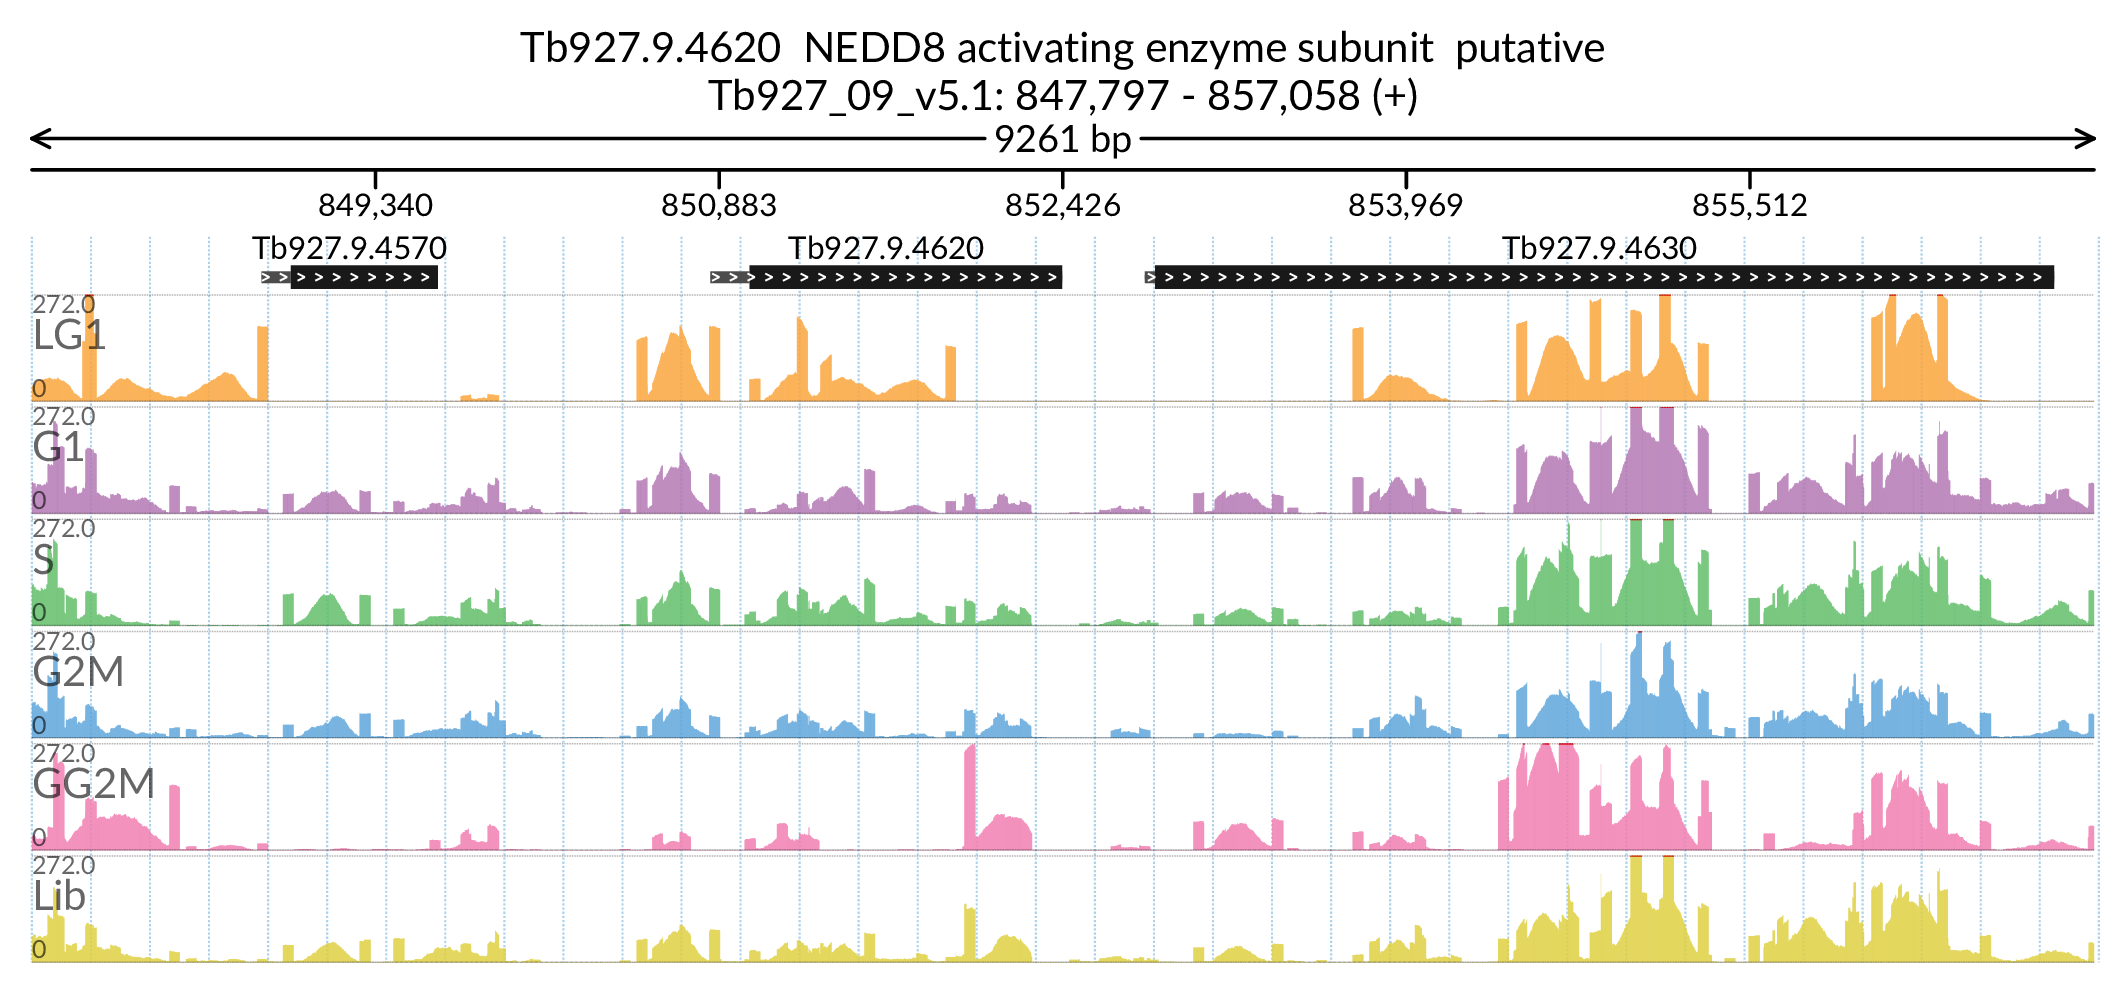 Tb927.9.4620 NEDD8 activating enzyme subunit putative
Tb927_09_v5.1: 847,797 - 857,058 (+)
9261 bp
849,340 850,883 852,426 853,969 855,512
Tb927.9.4570 Tb927.9.4620 Tb927.9.4630
272.0
LG1
0
272.0
G1
0
272.0
S
0
272.0
G2M
0
272.0
GG2M
0
272.0
Lib
0